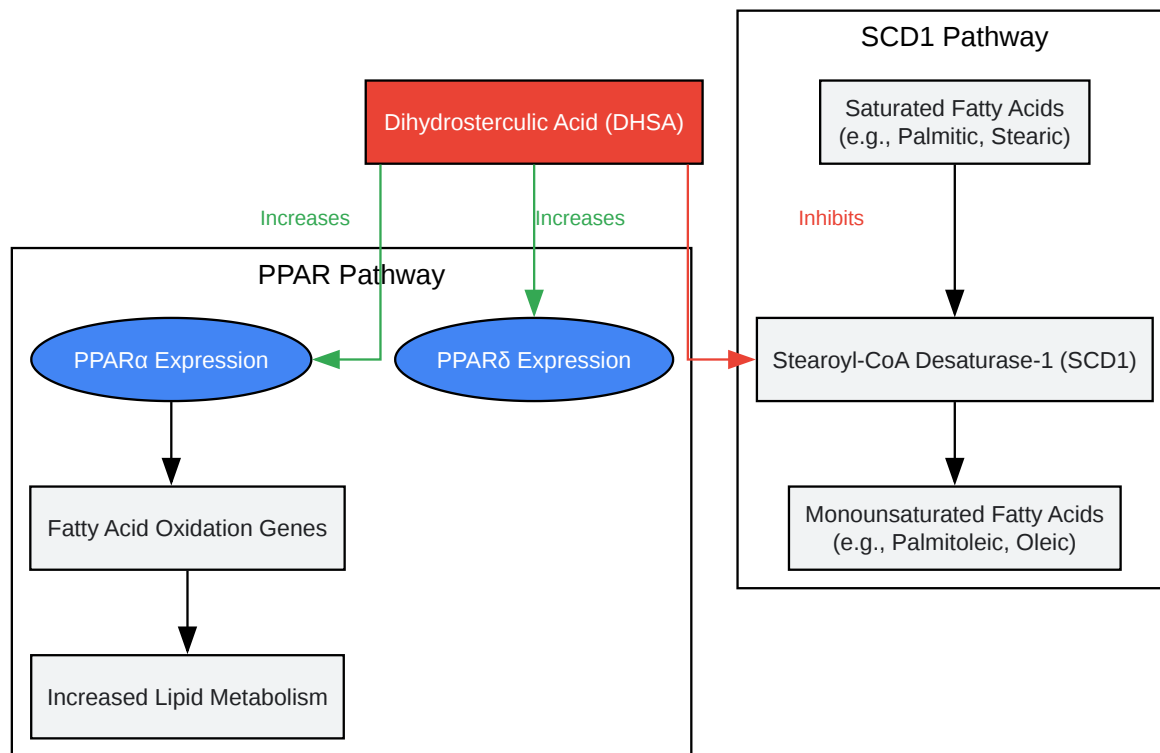 SCD1 Pathway
Dihydrosterculic Acid (DHSA)
Saturated Fatty Acids
(e.g., Palmitic, Stearic)
Increases
Increases
Inhibits
PPAR Pathway
PPARα Expression
PPARδ Expression
Stearoyl-CoA Desaturase-1 (SCD1)
Fatty Acid Oxidation Genes
Monounsaturated Fatty Acids
(e.g., Palmitoleic, Oleic)
Increased Lipid Metabolism